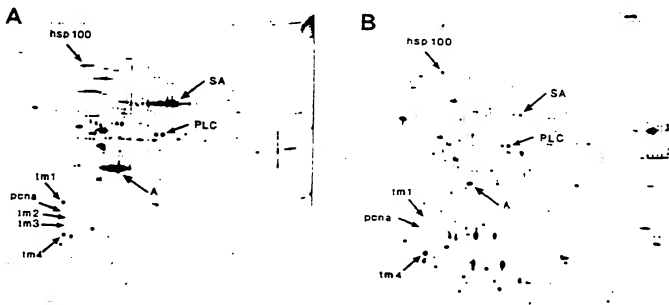 A
hsp 100
SA
PLC
A
tm1
pcna
tm2
tm3
tm4
B
hsp 100
SA
PLC
A
tm1
pcna
tm4